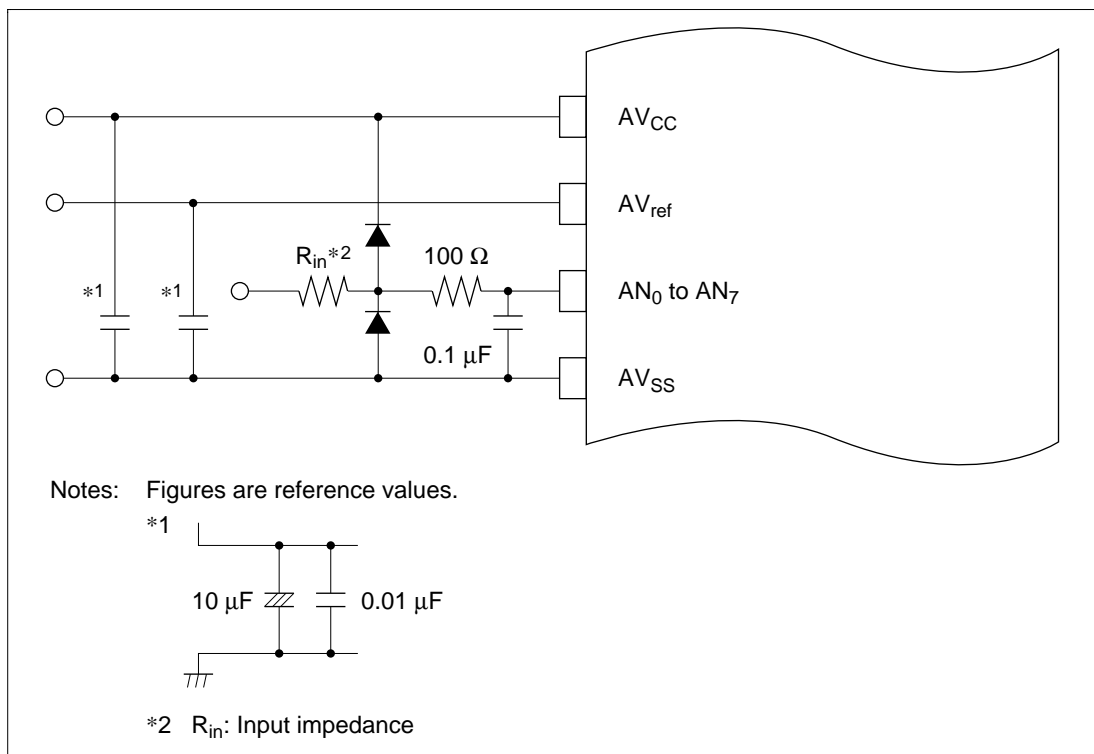 AVCC
AVref
Rin*2
100 Ω
*1
*1
AN0 to AN7
0.1 μF
AVSS
Notes: Figures are reference values.
*1
10 μF
0.01 μF
*2 Rin: Input impedance